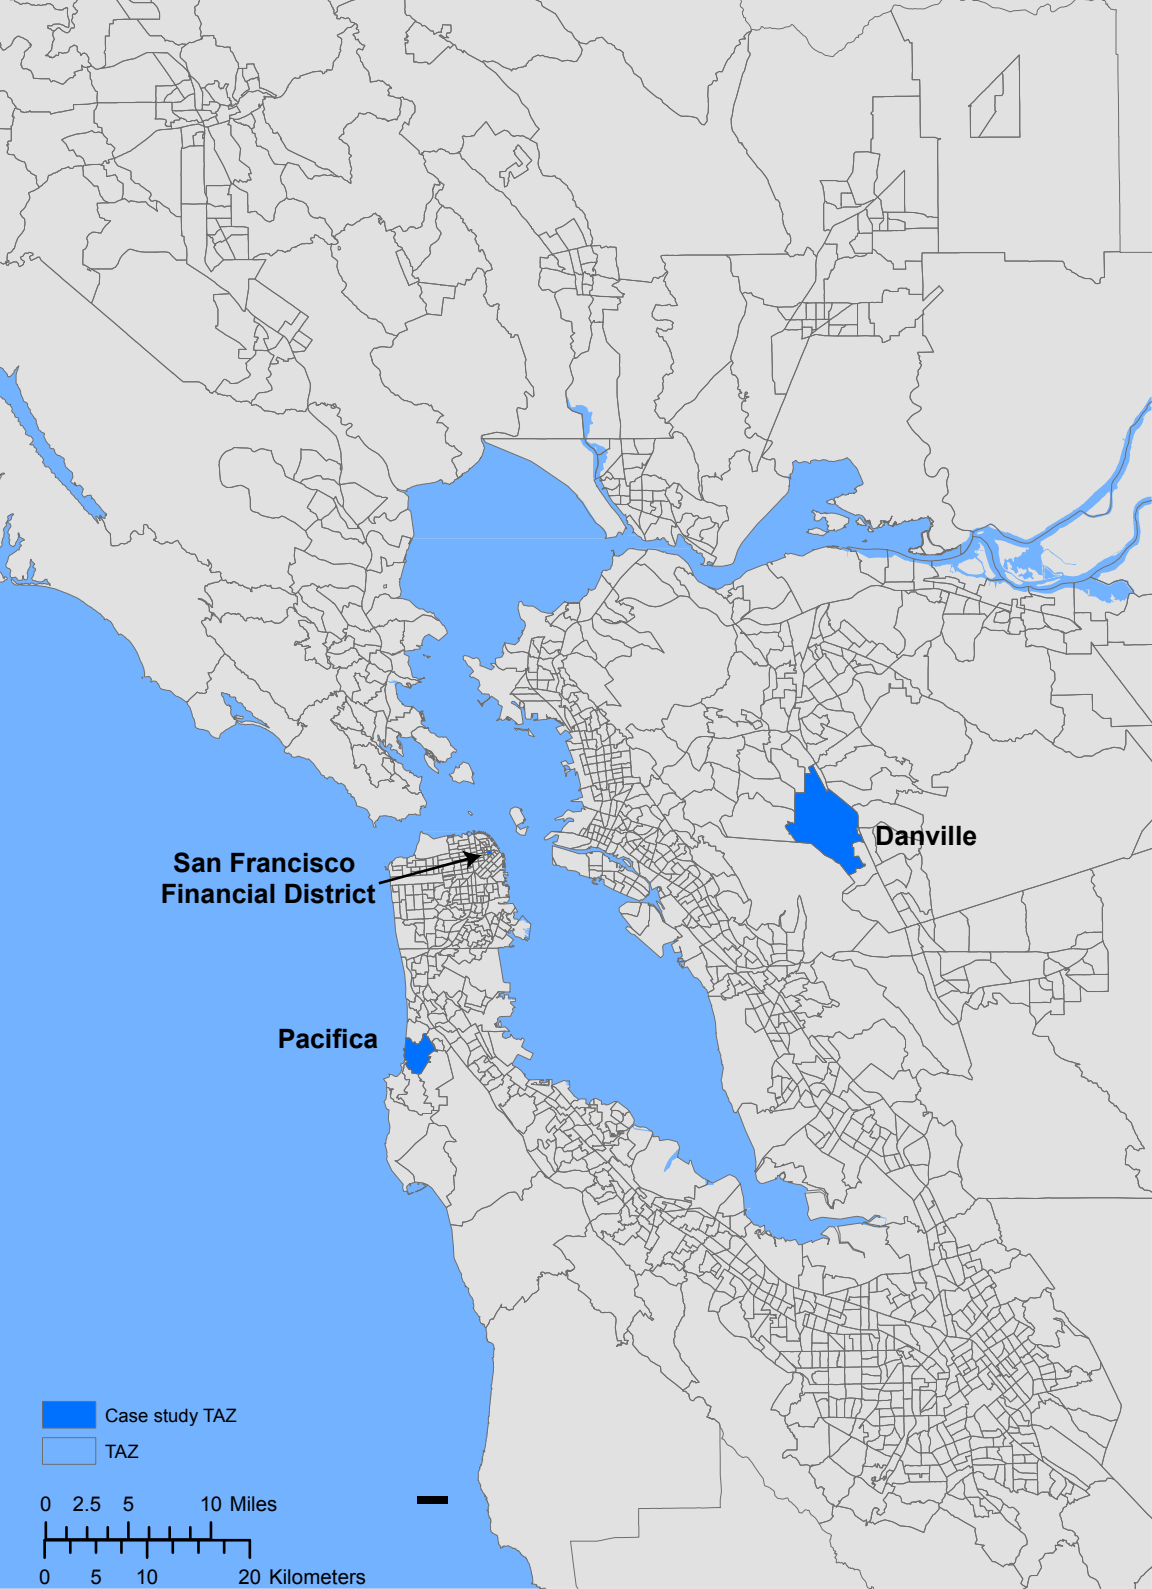 Danville
San Francisco
Financial District
Pacifica
Case study TAZ
TAZ
0 2.5 5 10 Miles
0 5 10 20 Kilometers